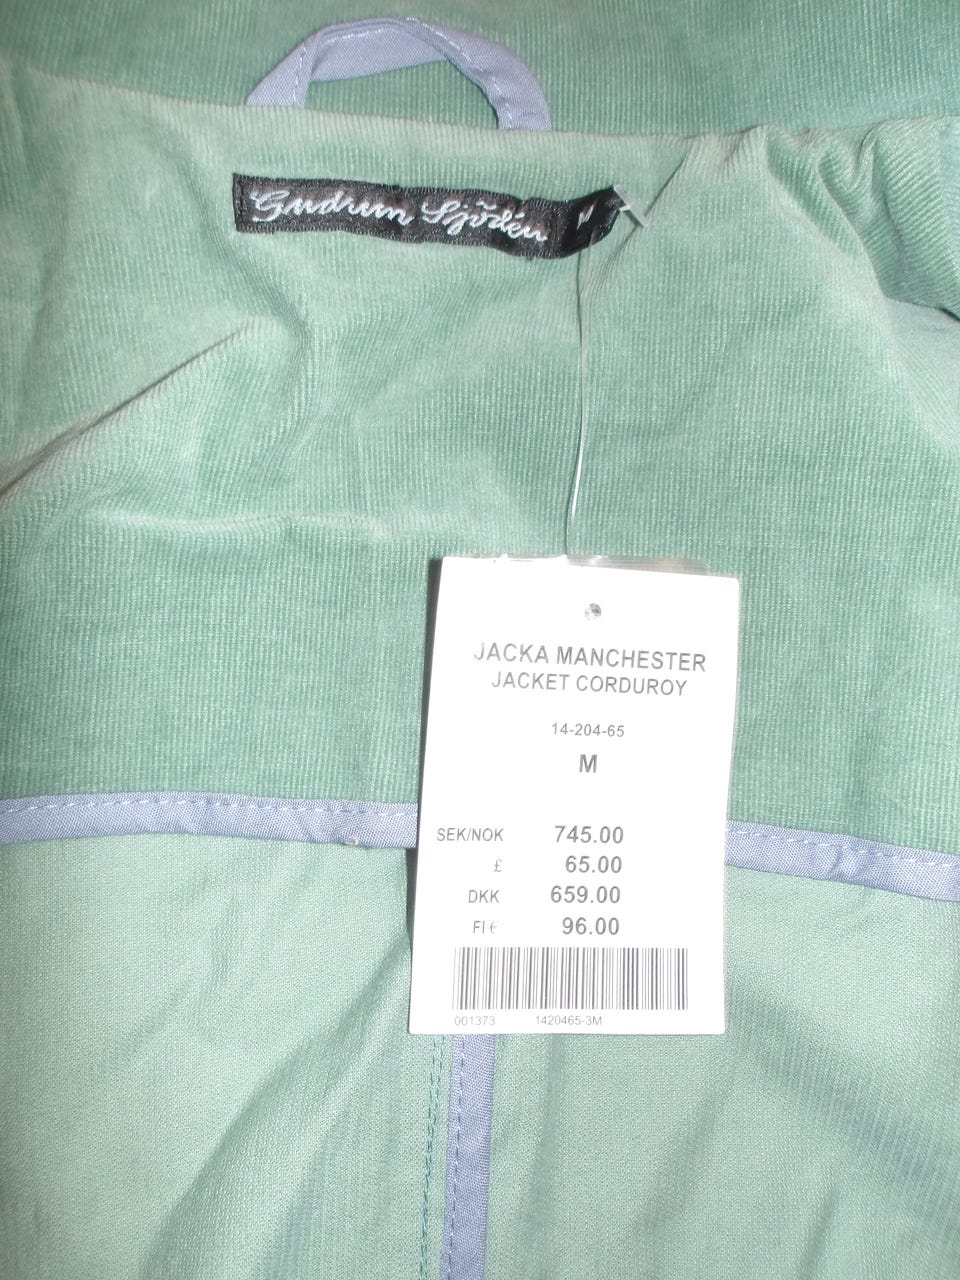 Gudrun Sjödén M
JACKA MANCHESTER
JACKET CORDUROY
14-204-65
M
SEK/NOK 745.00
£ 65.00
DKK 659.00
FI € 96.00
001373 1420465-3M